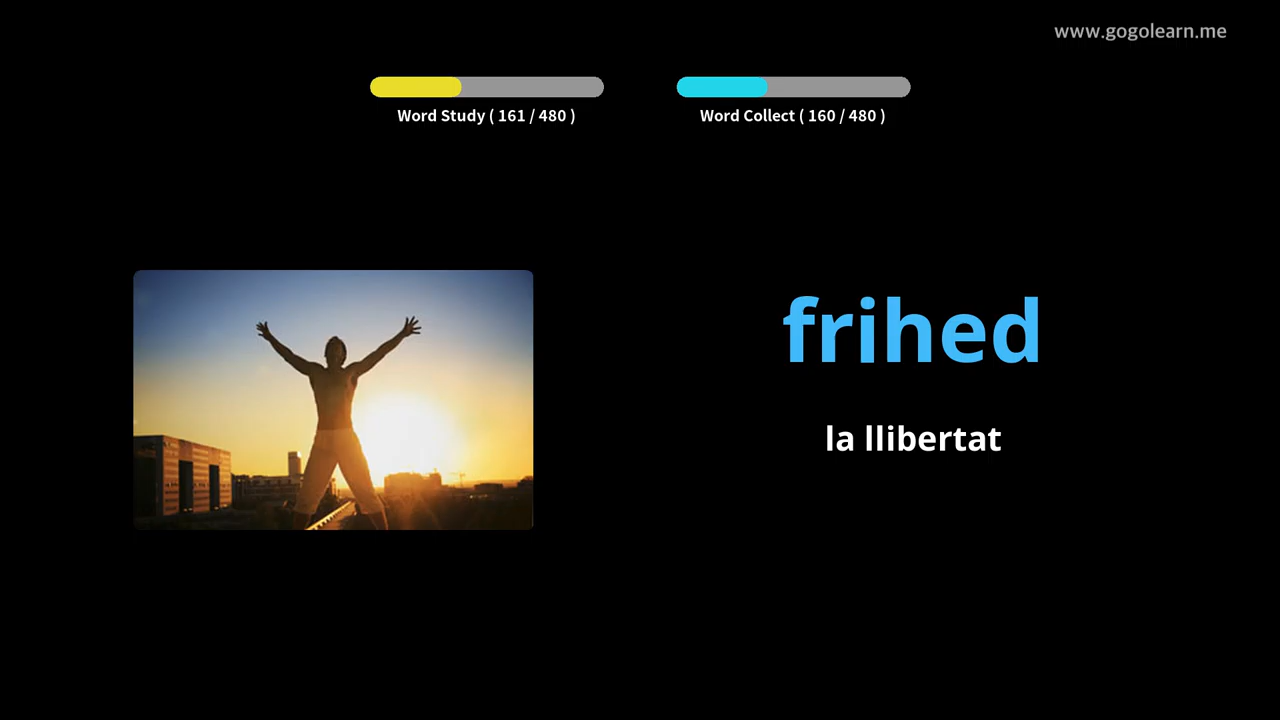 www.gogolearn.me
Word Study ( 161 / 480 )
Word Collect ( 160 / 480 )
frihed
la llibertat